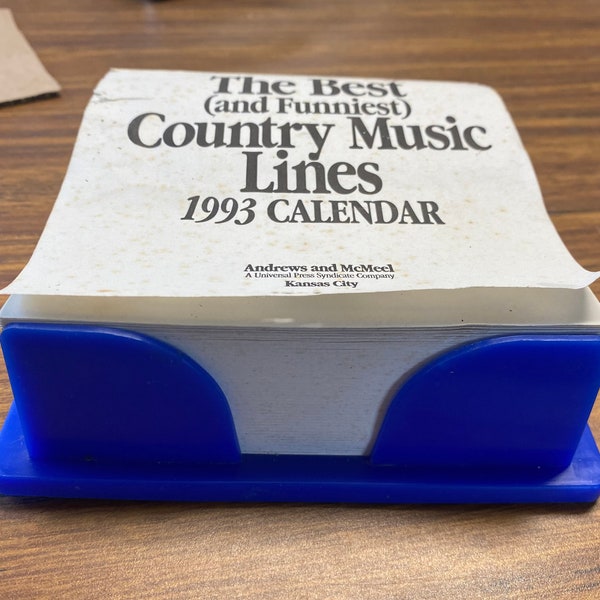 The Best
(and Funniest)
Country Music
Lines
1993 CALENDAR
Andrews and McMeel
A Universal Press Syndicate Company
Kansas City